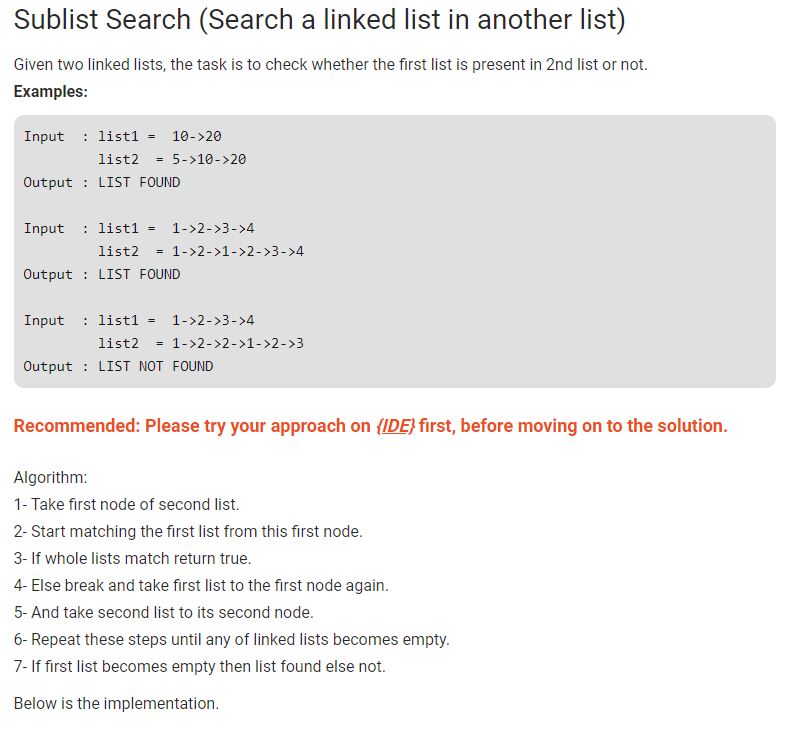 Sublist Search (Search a linked list in another list)
Given two linked lists, the task is to check whether the first list is present in 2nd list or not.
Examples:
Input  : list1 =  10->20
         list2  = 5->10->20
Output : LIST FOUND
Input  : list1 =  1->2->3->4
         list2  = 1->2->1->2->3->4
Output : LIST FOUND
Input  : list1 =  1->2->3->4
         list2  = 1->2->2->1->2->3
Output : LIST NOT FOUND
Recommended: Please try your approach on {IDE} first, before moving on to the solution.
Algorithm:
1- Take first node of second list.
2- Start matching the first list from this first node.
3- If whole lists match return true.
4- Else break and take first list to the first node again.
5- And take second list to its second node.
6- Repeat these steps until any of linked lists becomes empty.
7- If first list becomes empty then list found else not.
Below is the implementation.